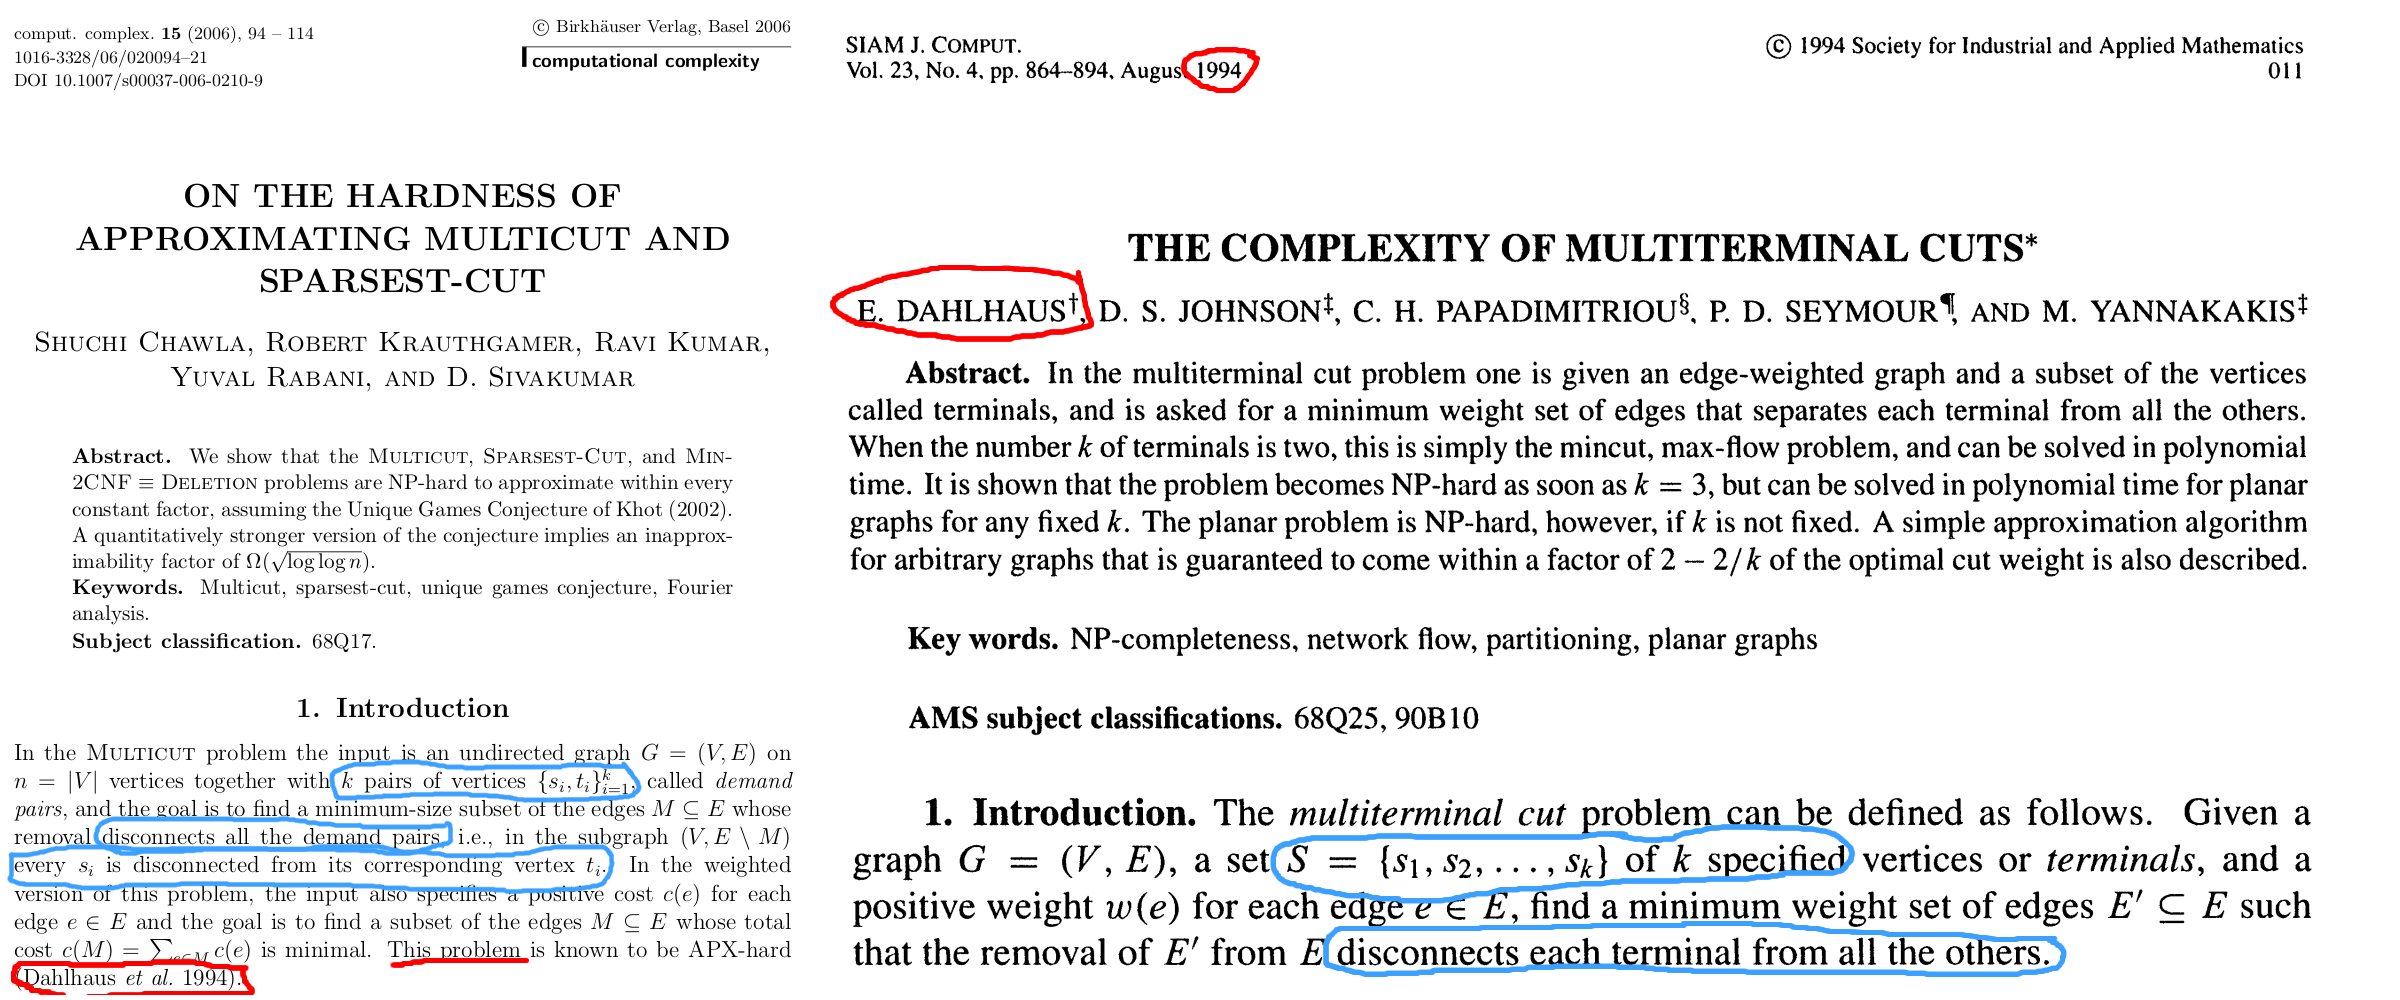 comput. complex. 15 (2006), 94 – 114
1016-3328/06/020094–21
DOI 10.1007/s00037-006-0210-9
© Birkhäuser Verlag, Basel 2006
computational complexity
ON THE HARDNESS OF
APPROXIMATING MULTICUT AND
SPARSEST-CUT
Shuchi Chawla, Robert Krauthgamer, Ravi Kumar,
Yuval Rabani, and D. Sivakumar
Abstract. We show that the Multicut, Sparsest-Cut, and Min-
2CNF ≡ Deletion problems are NP-hard to approximate within every
constant factor, assuming the Unique Games Conjecture of Khot (2002).
A quantitatively stronger version of the conjecture implies an inapprox-
imability factor of Ω(√log log n).
Keywords. Multicut, sparsest-cut, unique games conjecture, Fourier
analysis.
Subject classification. 68Q17.
1. Introduction
In the Multicut problem the input is an undirected graph G = (V, E) on
n = |V| vertices together with k pairs of vertices {s_i, t_i}_{i=1}^k, called demand
pairs, and the goal is to find a minimum-size subset of the edges M ⊆ E whose
removal disconnects all the demand pairs, i.e., in the subgraph (V, E \ M)
every s_i is disconnected from its corresponding vertex t_i. In the weighted
version of this problem, the input also specifies a positive cost c(e) for each
edge e ∈ E and the goal is to find a subset of the edges M ⊆ E whose total
cost c(M) = ∑_{e∈M} c(e) is minimal. This problem is known to be APX-hard
(Dahlhaus et al. 1994).
SIAM J. COMPUT.
Vol. 23, No. 4, pp. 864–894, August 1994
© 1994 Society for Industrial and Applied Mathematics
011
THE COMPLEXITY OF MULTITERMINAL CUTS*
E. DAHLHAUS†, D. S. JOHNSON‡, C. H. PAPADIMITRIOU§, P. D. SEYMOUR¶, AND M. YANNAKAKIS‡
Abstract. In the multiterminal cut problem one is given an edge-weighted graph and a subset of the vertices
called terminals, and is asked for a minimum weight set of edges that separates each terminal from all the others.
When the number k of terminals is two, this is simply the mincut, max-flow problem, and can be solved in polynomial
time. It is shown that the problem becomes NP-hard as soon as k = 3, but can be solved in polynomial time for planar
graphs for any fixed k. The planar problem is NP-hard, however, if k is not fixed. A simple approximation algorithm
for arbitrary graphs that is guaranteed to come within a factor of 2 − 2/k of the optimal cut weight is also described.
Key words. NP-completeness, network flow, partitioning, planar graphs
AMS subject classifications. 68Q25, 90B10
1. Introduction. The multiterminal cut problem can be defined as follows. Given a
graph G = (V, E), a set S = {s_1, s_2, . . . , s_k} of k specified vertices or terminals, and a
positive weight w(e) for each edge e ∈ E, find a minimum weight set of edges E′ ⊆ E such
that the removal of E′ from E disconnects each terminal from all the others.